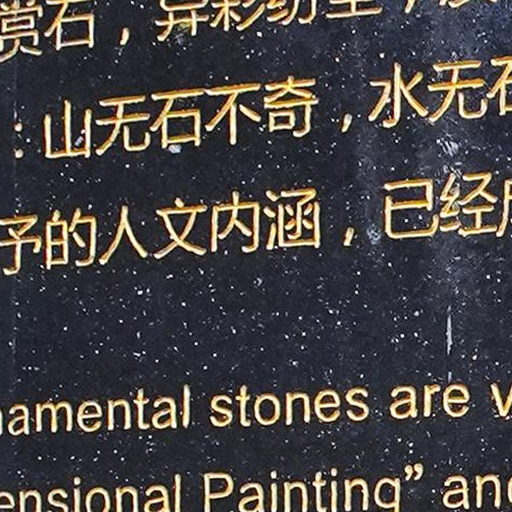 赏石，异彩纷呈，
：山无石不奇，水无石
予的人文内涵，已经
namental stones are v
ensional Painting” and